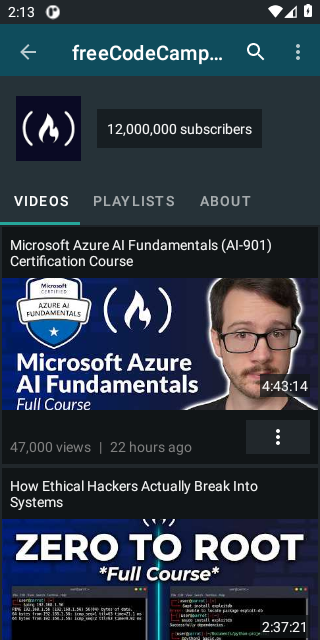 2:13
freeCodeCamp...
12,000,000 subscribers
VIDEOS
PLAYLISTS
ABOUT
Microsoft Azure AI Fundamentals (AI-901)
Certification Course
Microsoft
CERTIFIED
AZURE AI
FUNDAMENTALS
Microsoft Azure
AI Fundamentals
Full Course
4:43:14
47,000 views | 22 hours ago
How Ethical Hackers Actually Break Into
Systems
ZERO TO ROOT
*Full Course*
2:37:21